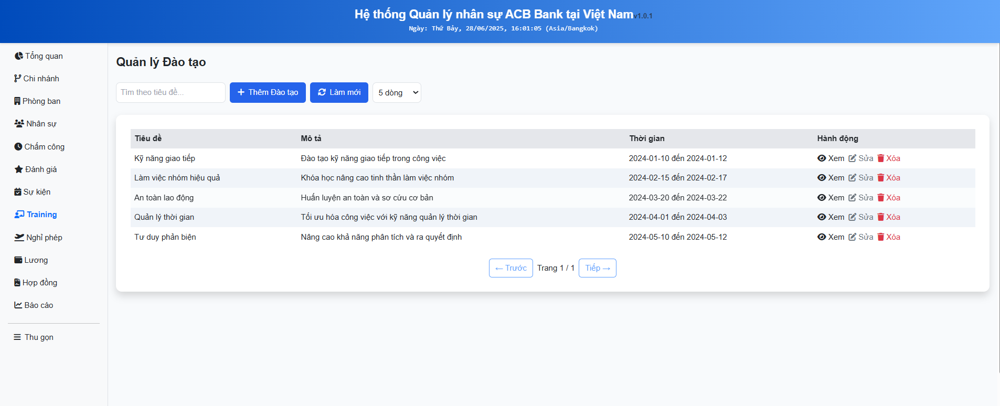 Hệ thống Quản lý nhân sự ACB Bank tại Việt Nam v1.0.1
Ngày: Thứ Bảy, 28/06/2025, 16:01:05 (Asia/Bangkok)
Tổng quan
Chi nhánh
Phòng ban
Nhân sự
Chấm công
Đánh giá
Sự kiện
Training
Nghỉ phép
Lương
Hợp đồng
Báo cáo
Thu gọn
Quản lý Đào tạo
Tìm theo tiêu đề... Thêm Đào tạo Làm mới 5 dòng
Tiêu đề Mô tả Thời gian Hành động
Kỹ năng giao tiếp Đào tạo kỹ năng giao tiếp trong công việc 2024-01-10 đến 2024-01-12 Xem Sửa Xóa
Làm việc nhóm hiệu quả Khóa học nâng cao tinh thần làm việc nhóm 2024-02-15 đến 2024-02-17 Xem Sửa Xóa
An toàn lao động Huấn luyện an toàn và sơ cứu cơ bản 2024-03-20 đến 2024-03-22 Xem Sửa Xóa
Quản lý thời gian Tối ưu hóa công việc với kỹ năng quản lý thời gian 2024-04-01 đến 2024-04-03 Xem Sửa Xóa
Tư duy phản biện Nâng cao khả năng phân tích và ra quyết định 2024-05-10 đến 2024-05-12 Xem Sửa Xóa
← Trước Trang 1 / 1 Tiếp →